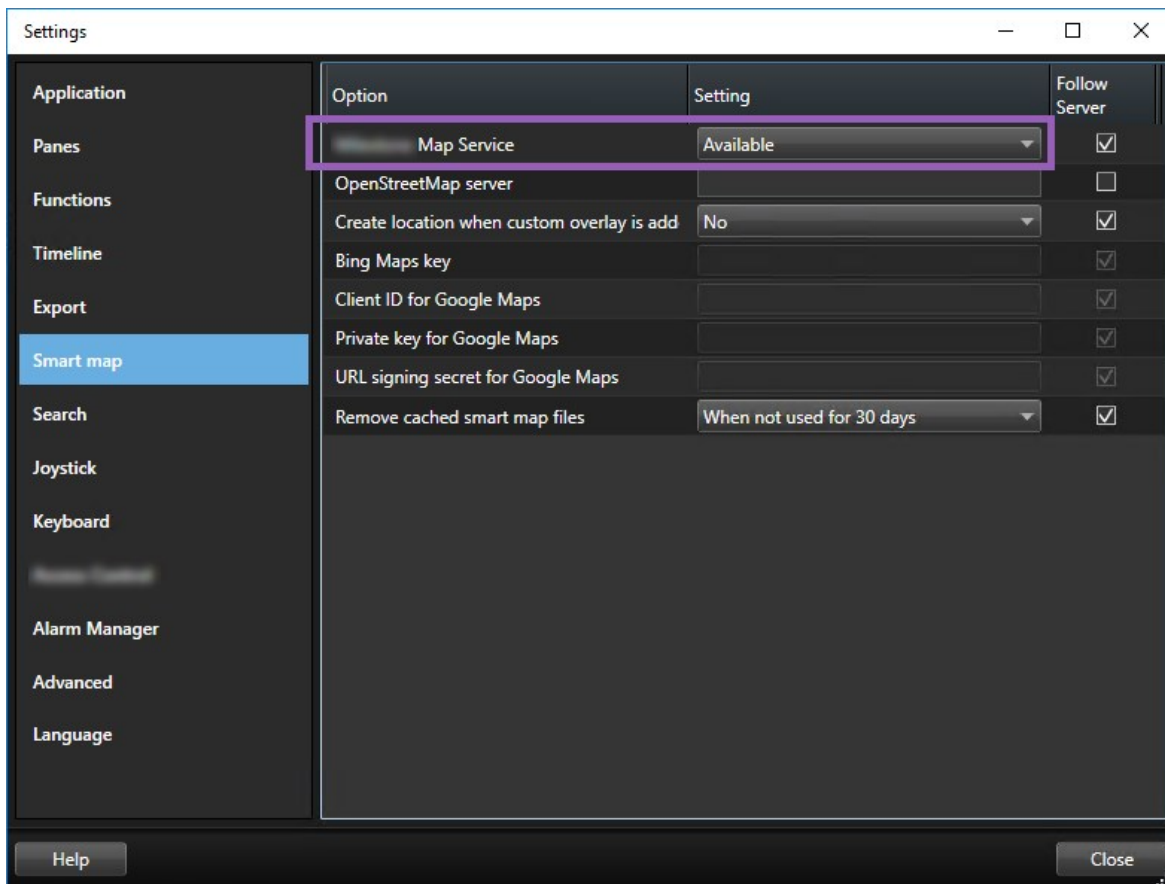 Settings
Application
Panes
Functions
Timeline
Export
Smart map
Search
Joystick
Keyboard
Alarm Manager
Advanced
Language
Option Setting Follow Server
Map Service Available
OpenStreetMap server
Create location when custom overlay is add No
Bing Maps key
Client ID for Google Maps
Private key for Google Maps
URL signing secret for Google Maps
Remove cached smart map files When not used for 30 days
Help Close